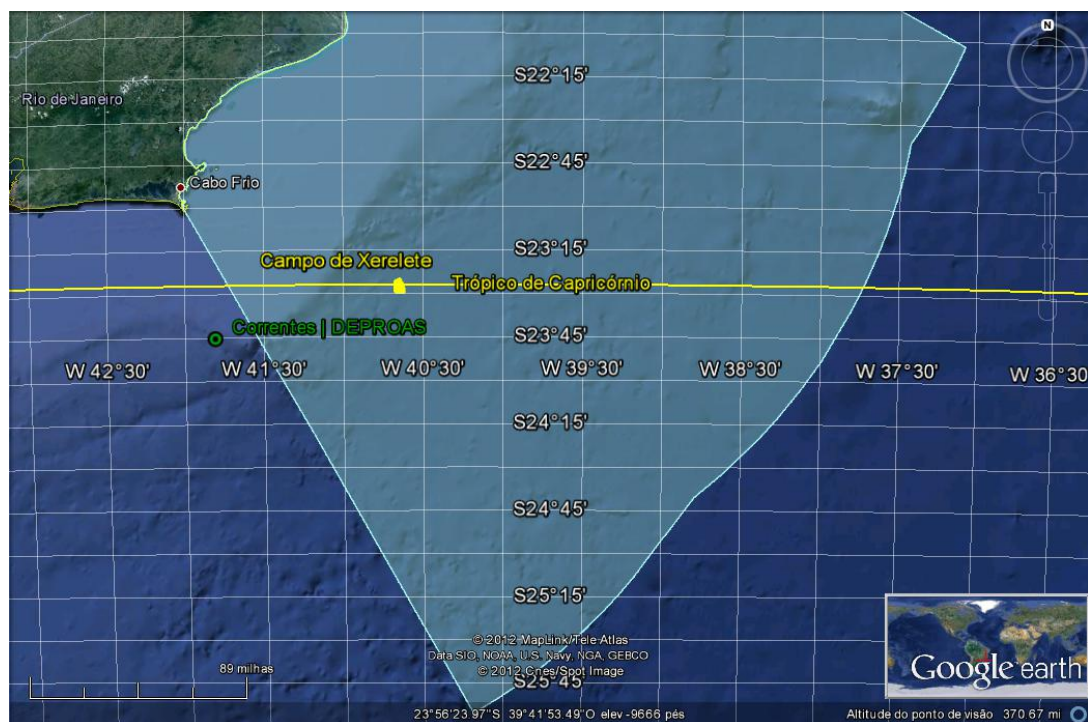 N
S22°15'
Rio de Janeiro
S22°45'
Cabo Frio
S23°15'
Campo de Xerelete
Trópico de Capricórnio
Correntes | DEPROAS
S23°45'
W 42°30'
W 41°30'
W 40°30'
W 39°30'
W 38°30'
W 37°30'
W 36°30
S24°15'
S24°45'
S25°15'
© 2012 MapLink/Tele Atlas
Data SIO, NOAA, U.S. Navy, NGA, GEBCO
© 2012 Cnes/Spot Image
89 milhas
S25°45'
Google earth
23°56'23.97"S 39°41'53.49"O elev -9666 pés
Altitude do ponto de visão 370.67 mi